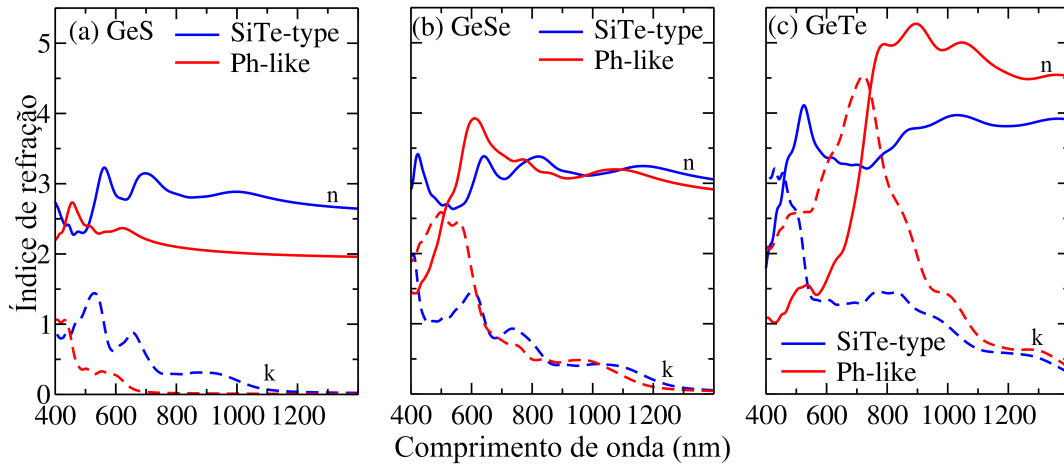 (a) GeS
SiTe-type
Ph-like
n
k
(b) GeSe
SiTe-type
Ph-like
n
k
(c) GeTe
n
k
SiTe-type
Ph-like
5
4
3
2
1
0
400 600 800 1000 1200
400 600 800 1000 1200
400 600 800 1000 1200
Índice de refração
Comprimento de onda (nm)